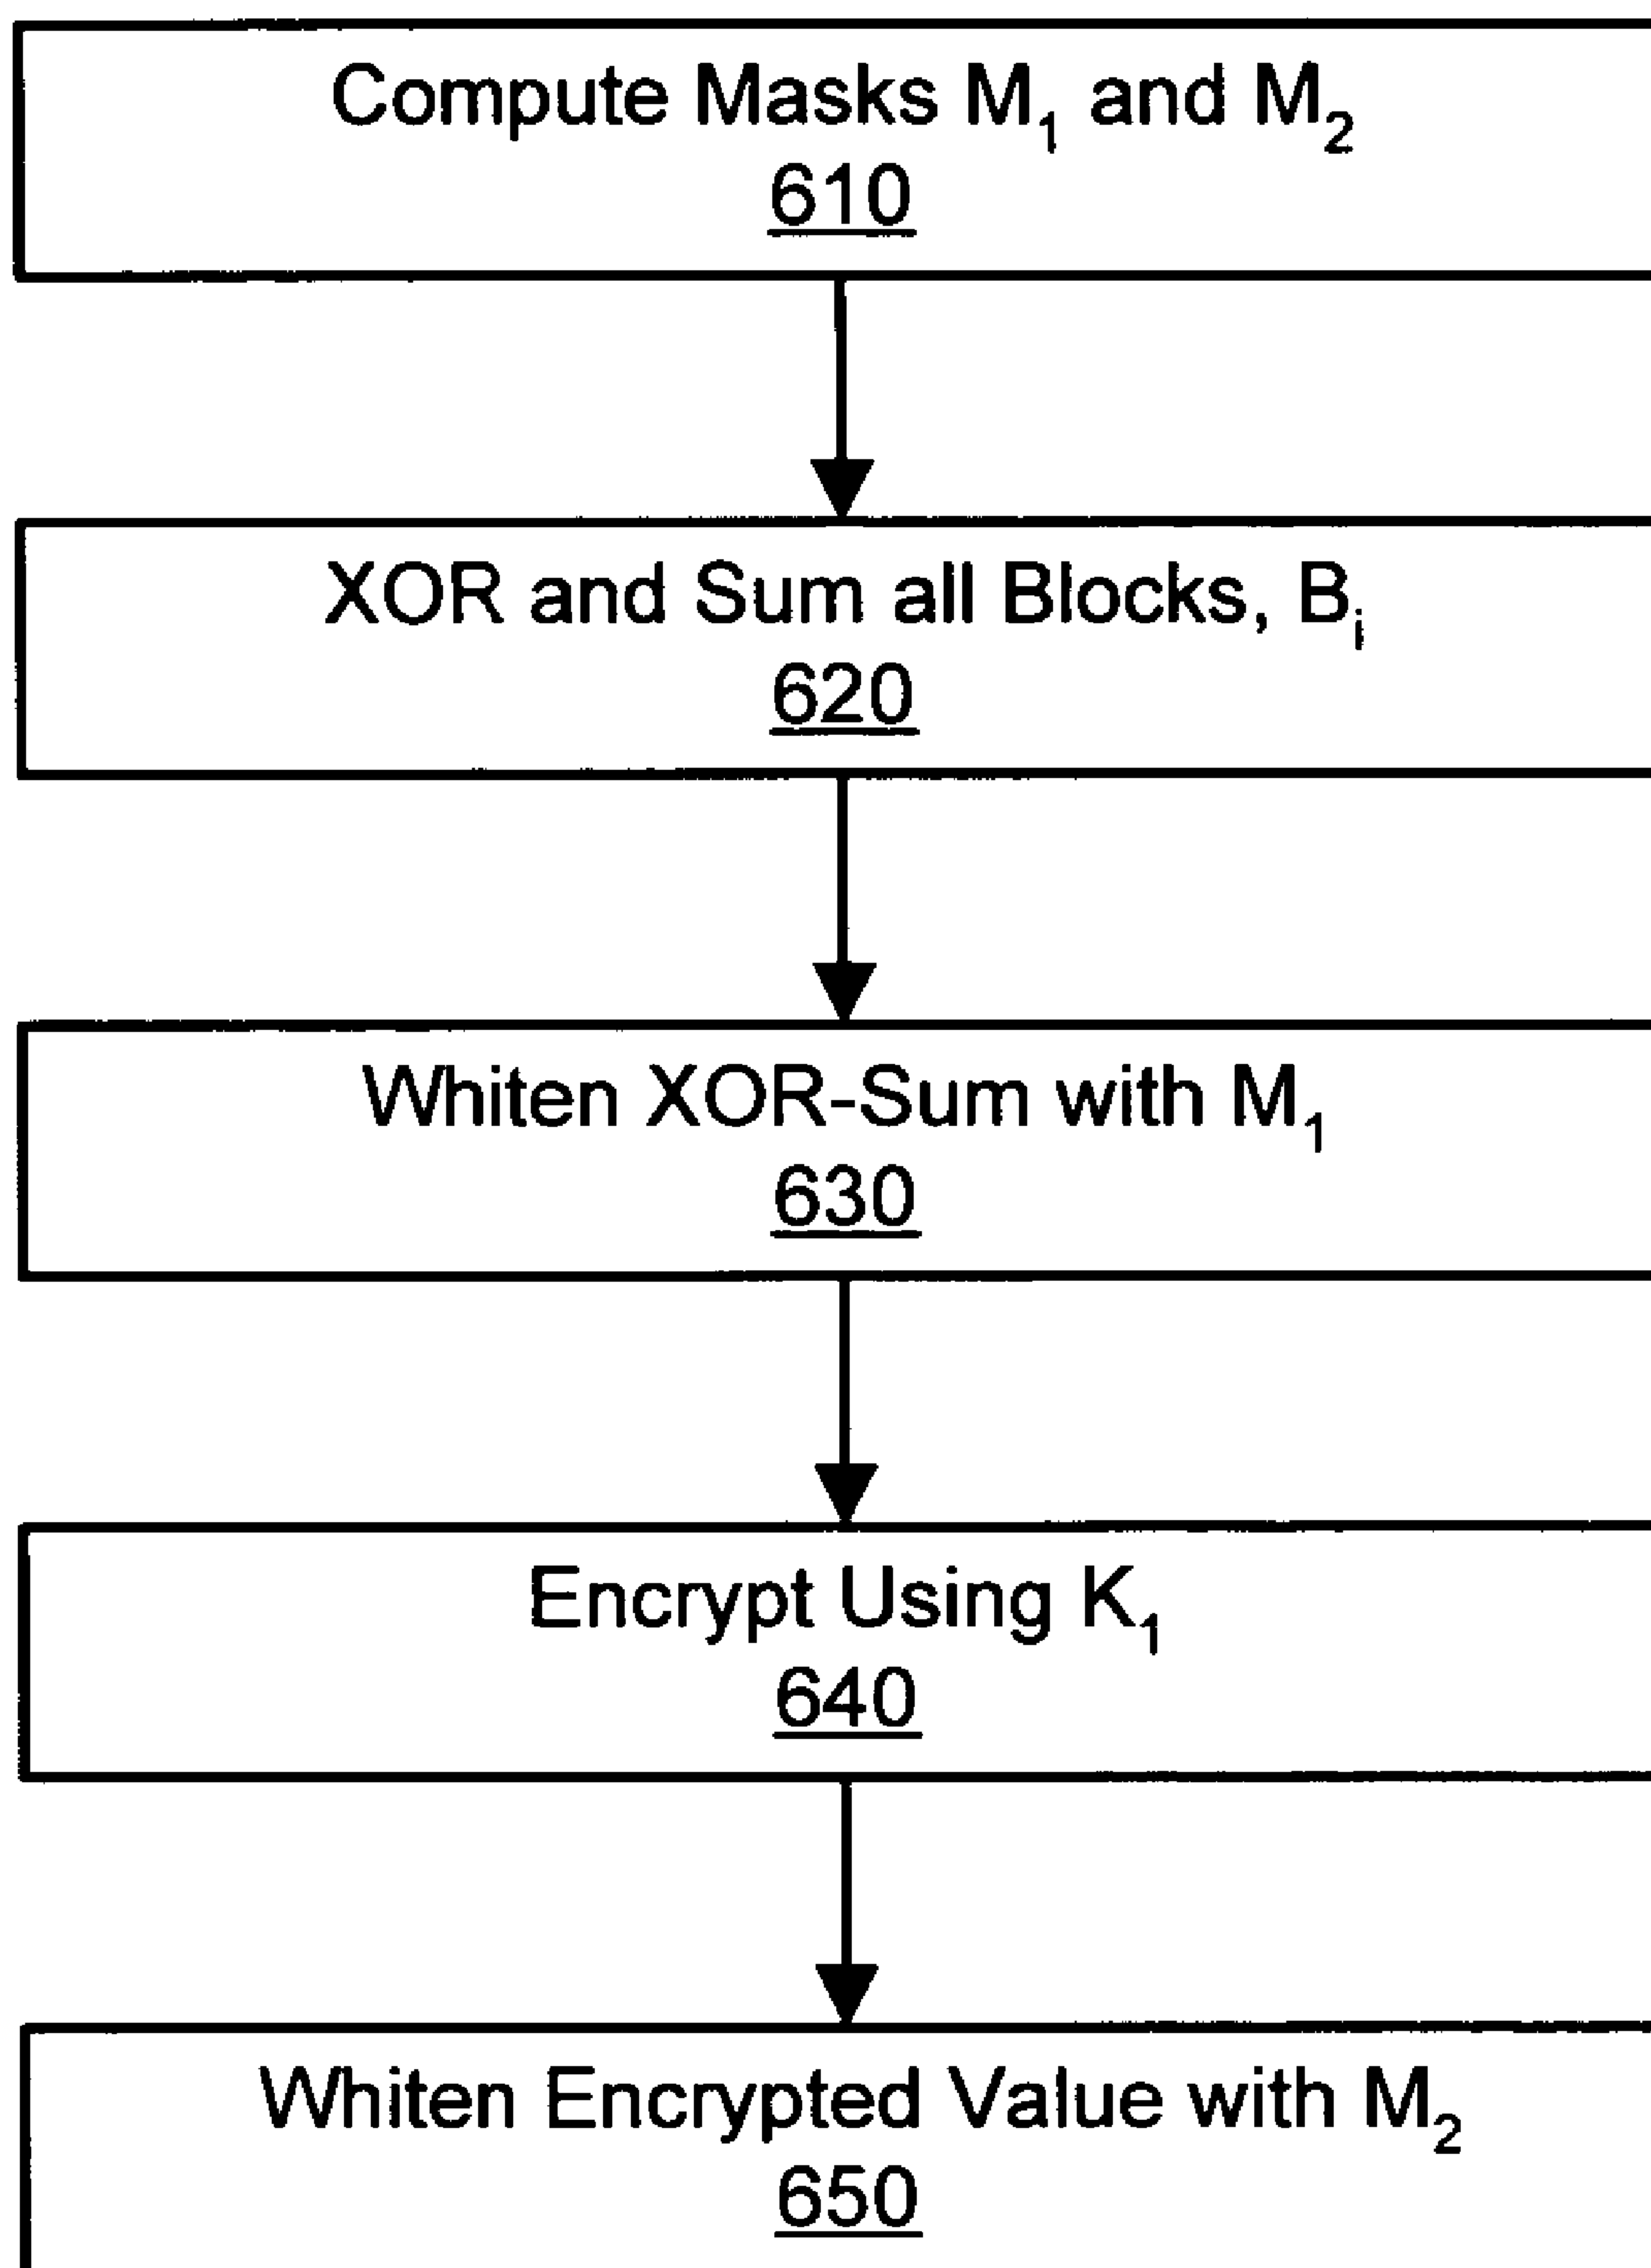 Compute Masks M₁ and M₂
610
XOR and Sum all Blocks, Bᵢ
620
Whiten XOR-Sum with M₁
630
Encrypt Using K₁
640
Whiten Encrypted Value with M₂
650